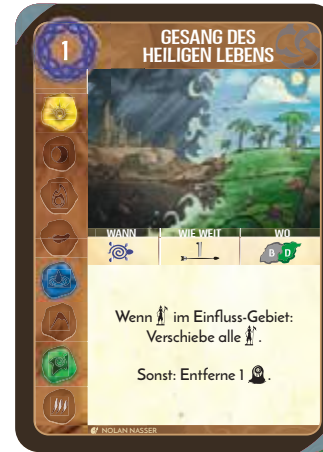 1
GESANG DES
HEILIGEN LEBENS
WANN
WIE WEIT
WO
1
B D
Wenn im Einfluss-Gebiet:
Verschiebe alle .
Sonst: Entferne 1 .
NOLAN NASSER